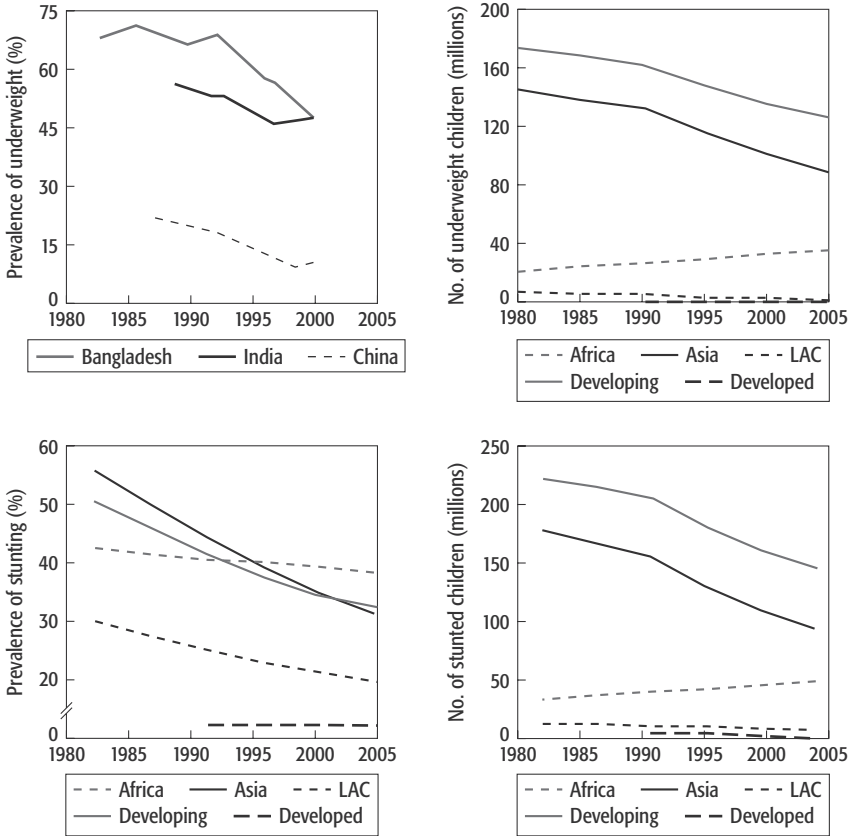 Prevalence of underweight (%)
75
60
45
30
15
0
1980 1985 1990 1995 2000 2005
Bangladesh India China
No. of underweight children (millions)
200
160
120
80
40
0
1980 1985 1990 1995 2000 2005
Africa Asia LAC
Developing Developed
Prevalence of stunting (%)
60
50
40
30
20
0
1980 1985 1990 1995 2000 2005
Africa Asia LAC
Developing Developed
No. of stunted children (millions)
250
200
150
100
50
0
1980 1985 1990 1995 2000 2005
Africa Asia LAC
Developing Developed